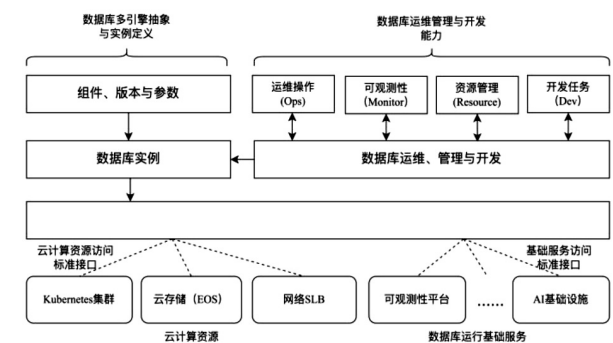 数据库多引擎抽象
与实例定义
数据库运维管理与开发
能力
组件、版本与参数
运维操作
(Ops)
可观测性
(Monitor)
资源管理
(Resource)
开发任务
(Dev)
数据库实例
数据库运维、管理与开发
云计算资源访问
标准接口
基础服务访问
标准接口
Kubernetes集群
云存储（EOS）
网络SLB
可观测性平台
......
AI基础设施
云计算资源
数据库运行基础服务